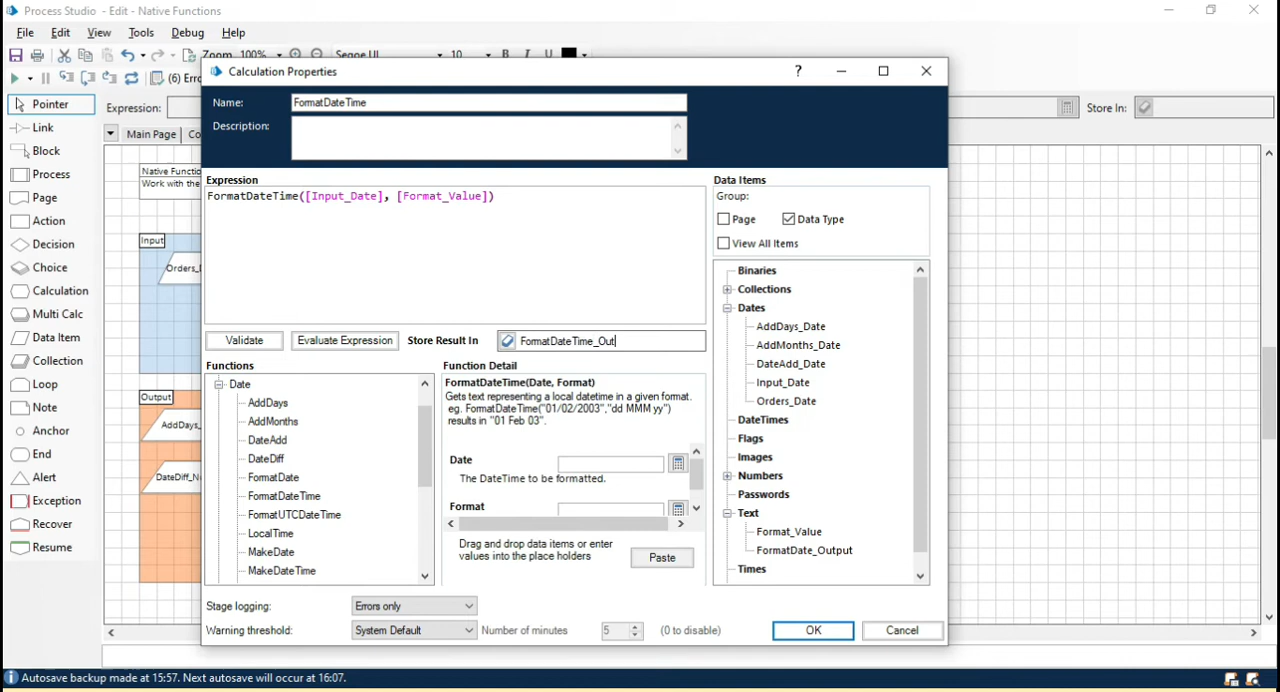 Process Studio - Edit - Native Functions
File Edit View Tools Debug Help
Zoom 100% Segoe UI 10 B I U
(6) Erro
Calculation Properties
?
Name: FormatDateTime
Description:
Pointer
Link
Block
Process
Page
Action
Decision
Choice
Calculation
Multi Calc
Data Item
Collection
Loop
Note
Anchor
End
Alert
Exception
Recover
Resume
Expression:
Store In:
Main Page Co
Native Functio
Work with the
Input
Orders_
Output
AddDays_
DateDiff_N
Expression
FormatDateTime([Input_Date], [Format_Value])
Data Items
Group:
Page Data Type
View All Items
Binaries
Collections
Dates
AddDays_Date
AddMonths_Date
DateAdd_Date
Input_Date
Orders_Date
DateTimes
Flags
Images
Numbers
Passwords
Text
Format_Value
FormatDate_Output
Times
Validate Evaluate Expression Store Result In FormatDateTime_Out
Functions
Date
AddDays
AddMonths
DateAdd
DateDiff
FormatDate
FormatDateTime
FormatUTCDateTime
LocalTime
MakeDate
MakeDateTime
Function Detail
FormatDateTime(Date, Format)
Gets text representing a local datetime in a given format.
eg. FormatDateTime("01/02/2003","dd MMM yy")
results in "01 Feb 03".
Date
The DateTime to be formatted.
Format
Drag and drop data items or enter
values into the place holders
Paste
Stage logging: Errors only
Warning threshold: System Default Number of minutes 5 (0 to disable)
OK Cancel
Autosave backup made at 15:57. Next autosave will occur at 16:07.